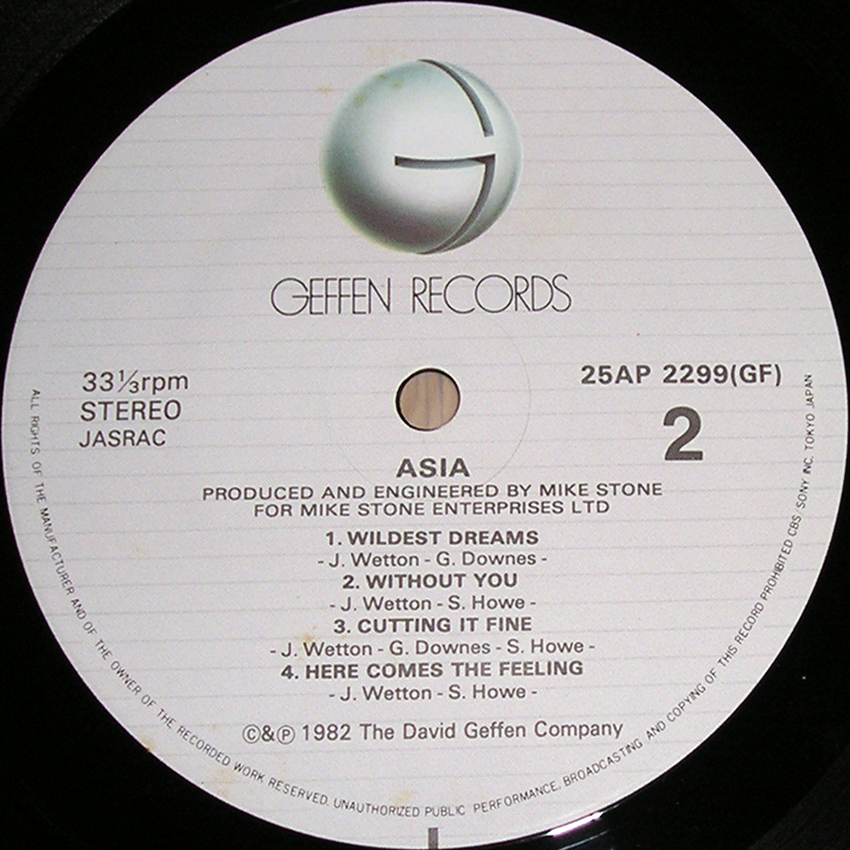 GEFFEN RECORDS
33⅓rpm
STEREO
JASRAC
25AP 2299(GF)
2
ASIA
PRODUCED AND ENGINEERED BY MIKE STONE
FOR MIKE STONE ENTERPRISES LTD
1. WILDEST DREAMS
- J. Wetton - G. Downes -
2. WITHOUT YOU
- J. Wetton - S. Howe -
3. CUTTING IT FINE
- J. Wetton - G. Downes - S. Howe -
4. HERE COMES THE FEELING
- J. Wetton - S. Howe -
©&℗ 1982 The David Geffen Company
ALL RIGHTS OF THE MANUFACTURER AND OF THE OWNER OF THE RECORDED WORK RESERVED. UNAUTHORIZED PUBLIC PERFORMANCE, BROADCASTING AND COPYING OF THIS RECORD PROHIBITED CBS/SONY INC. TOKYO JAPAN